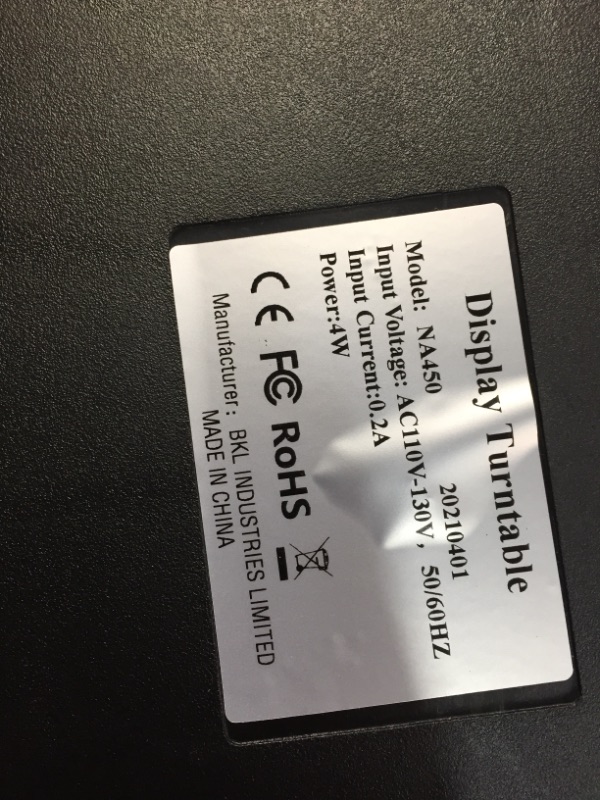 Display Turntable
Model: NA450 20210401
Input Voltage: AC110V-130V, 50/60HZ
Input Current:0.2A
Power:4W
CE FC RoHS
Manufacturer: BKL INDUSTRIES LIMITED
MADE IN CHINA